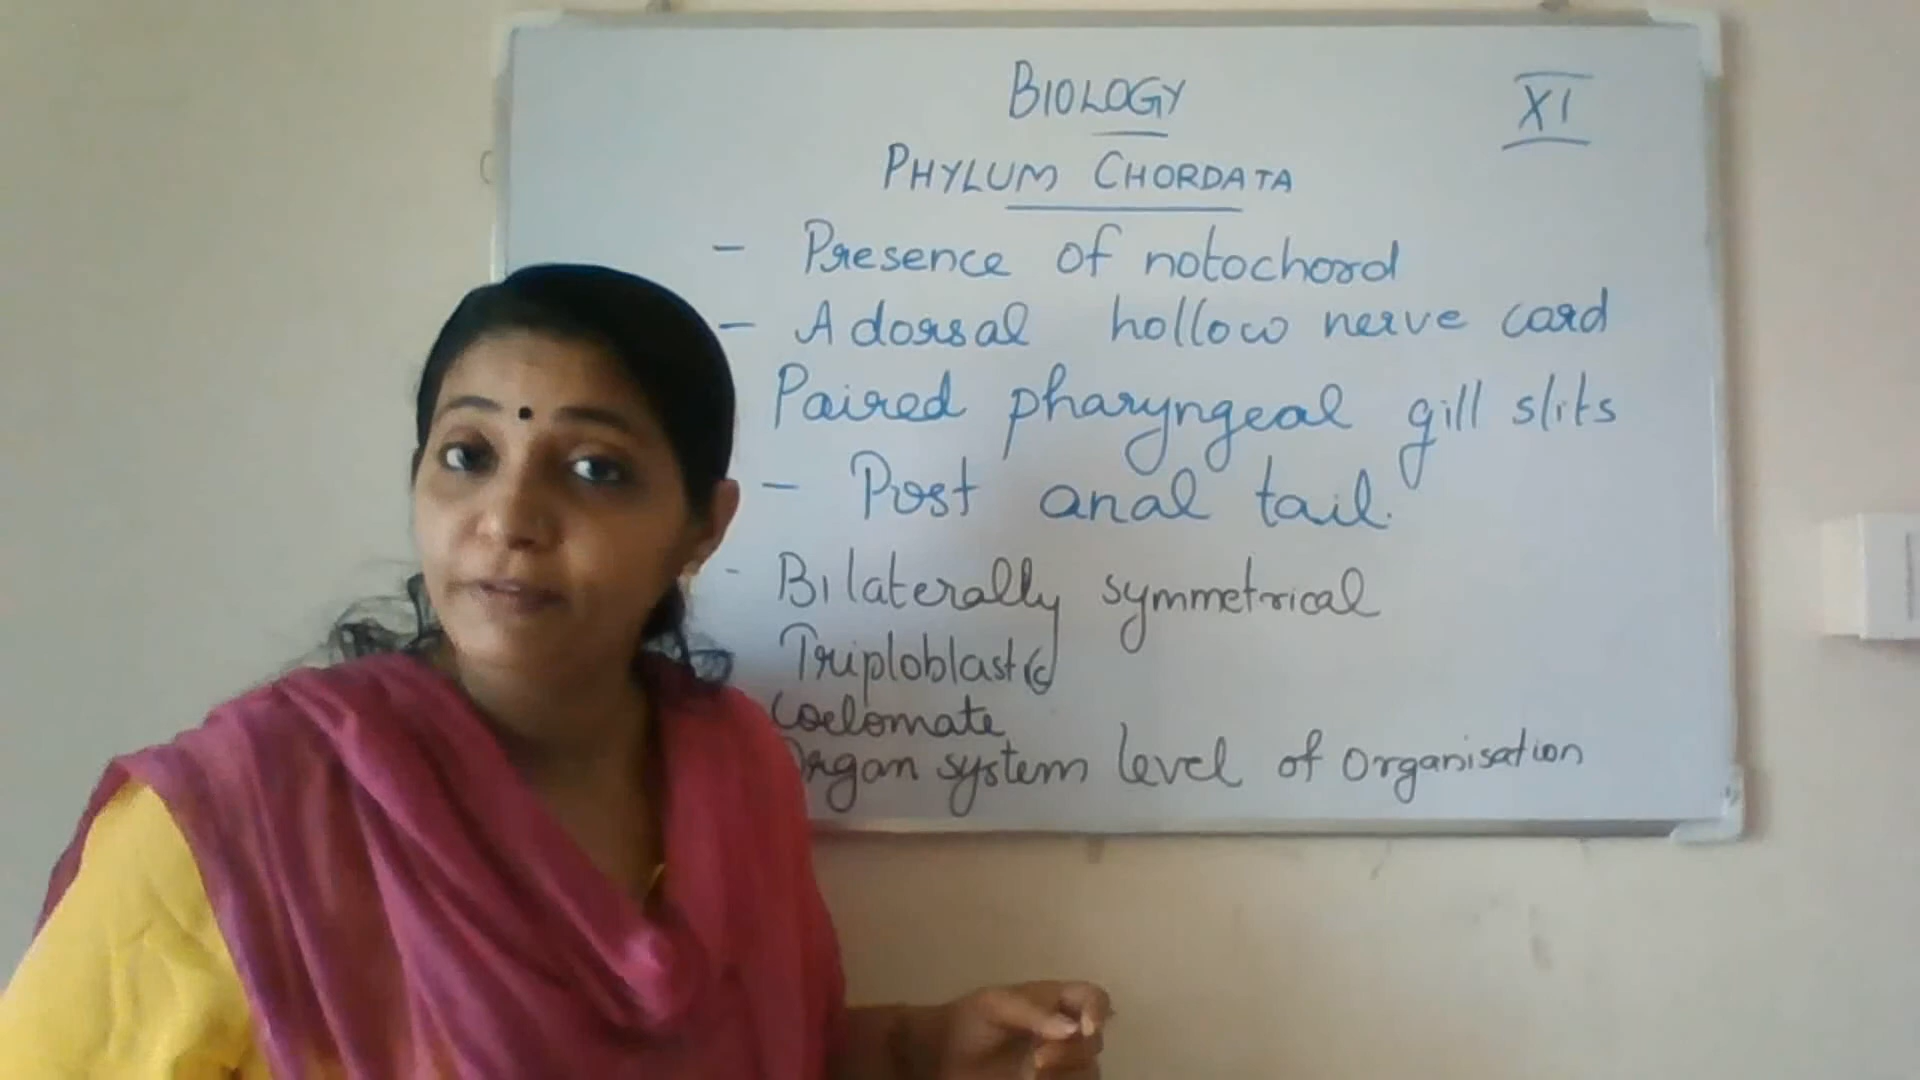 BIOLOGY
XI
PHYLUM CHORDATA
- Presence of notochord
- A dorsal hollow nerve cord
Paired pharyngeal gill slits
- Post anal tail.
- Bilaterally symmetrical
Triploblastic
Coelomate
Organ system level of organisation